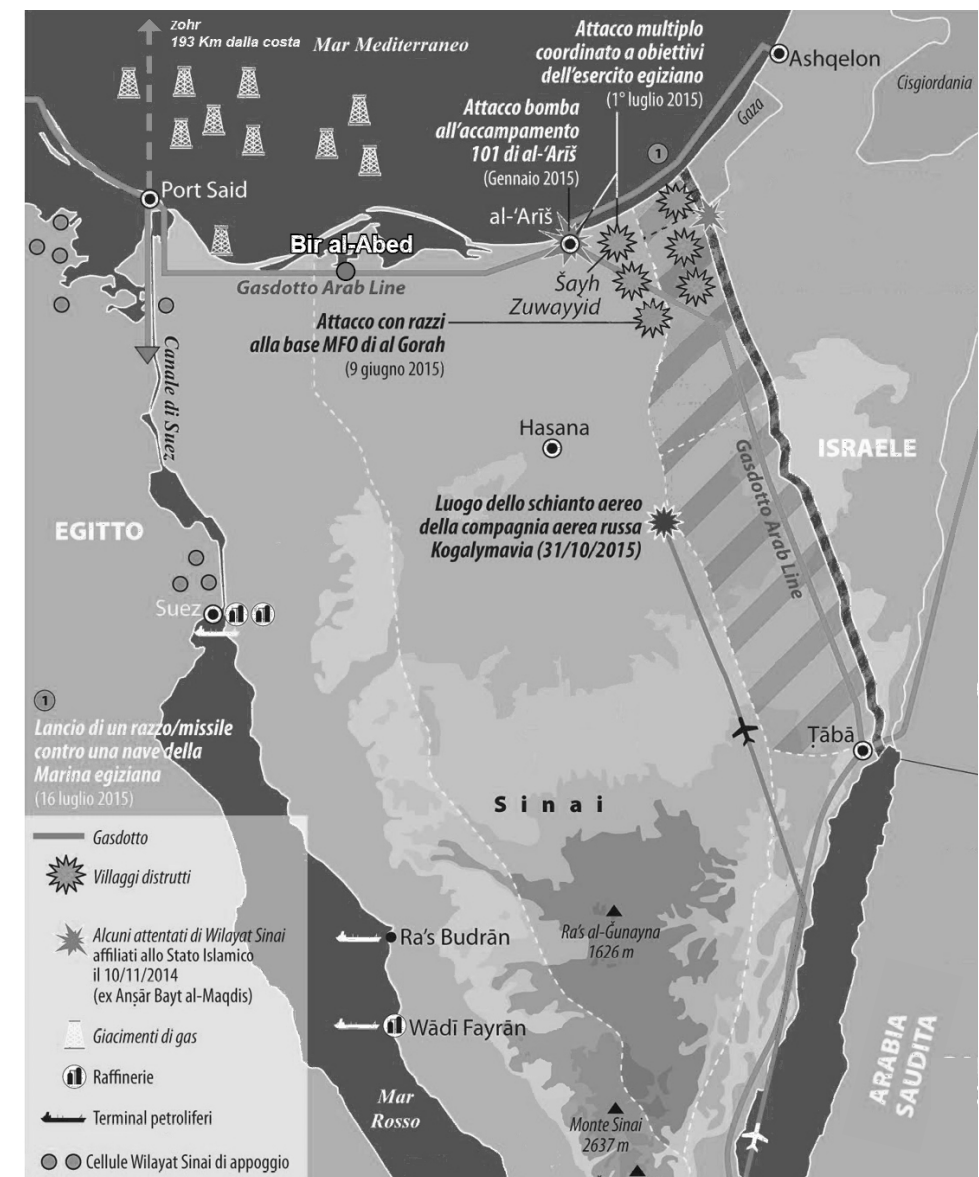 Zohr
193 Km dalla costa
Mar Mediterraneo
Attacco multiplo
coordinato a obiettivi
dell'esercito egiziano
(1° luglio 2015)
Ashqelon
Cisgiordania
Gaza
Attacco bomba
all'accampamento
101 di al-‘Arīš
(Gennaio 2015)
1
Port Said
al-‘Arīš
Bir al-Abed
Gasdotto Arab Line
Šayh
Zuwayyid
Attacco con razzi
alla base MFO di al Gorah
(9 giugno 2015)
Canale di Suez
Hasana
ISRAELE
Gasdotto Arab Line
Luogo dello schianto aereo
della compagnia aerea russa
Kogalymavia (31/10/2015)
EGITTO
Suez
1
Lancio di un razzo/missile
contro una nave della
Marina egiziana
(16 luglio 2015)
Ṭābā
Sinai
Ra's al-Ğunayna
1626 m
Ra's Budrān
Wādī Fayrān
Mar
Rosso
Monte Sinai
2637 m
ARABIA
SAUDITA
Gasdotto
Villaggi distrutti
Alcuni attentati di Wilayat Sinai
affiliati allo Stato Islamico
il 10/11/2014
(ex Anṣār Bayt al-Maqdis)
Giacimenti di gas
Raffinerie
Terminal petroliferi
Cellule Wilayat Sinai di appoggio